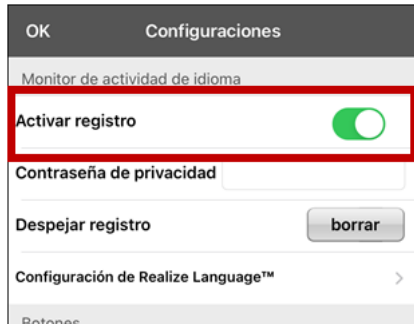 OK Configuraciones
Monitor de actividad de idioma
Activar registro
Contraseña de privacidad
Despejar registro borrar
Configuración de Realize Language™
Botones